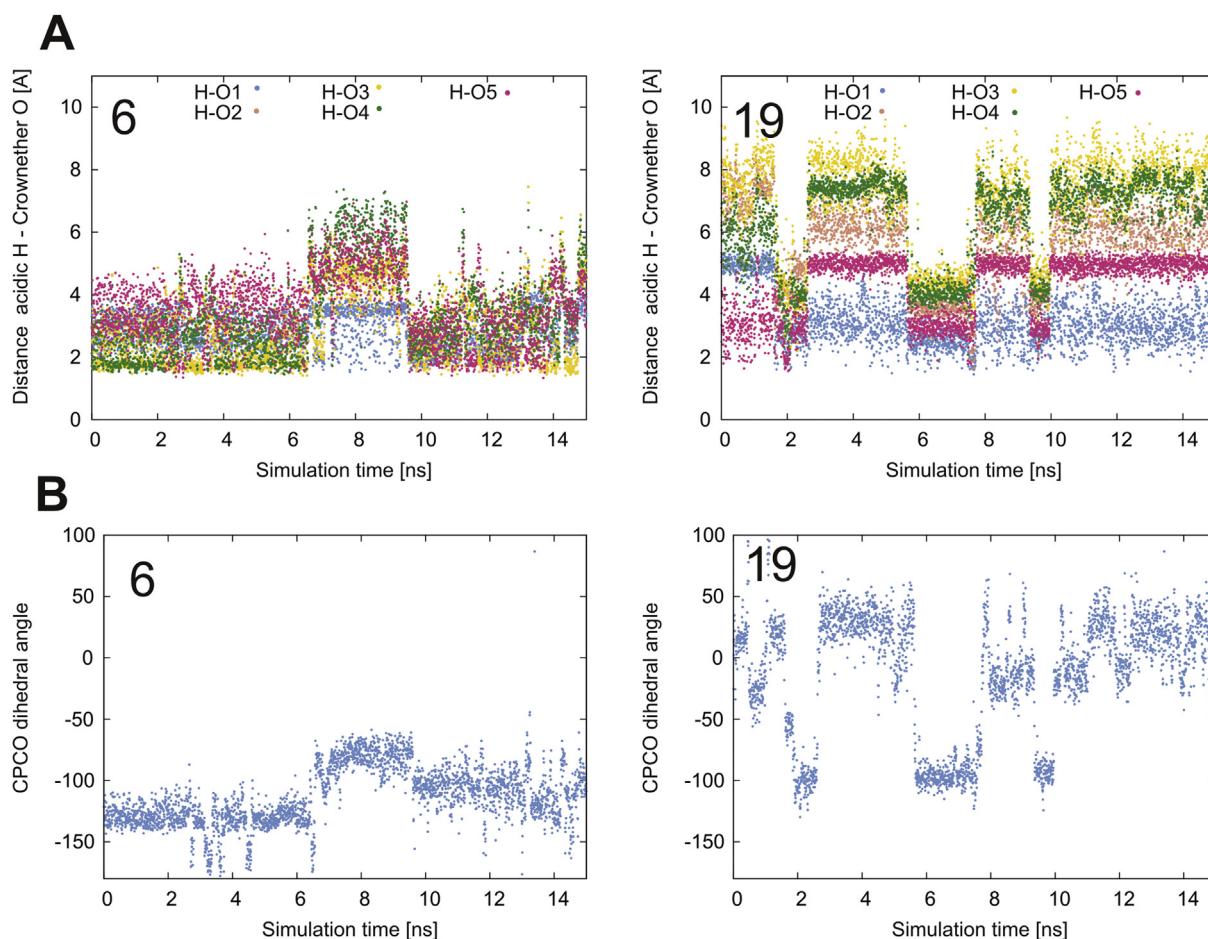 A
Distance acidic H - Crownether O [A]
10
8
6
4
2
0
6
H-O1 H-O3 H-O5
H-O2 H-O4
0 2 4 6 8 10 12 14
Simulation time [ns]
Distance acidic H - Crownether O [A]
10
8
6
4
2
0
19
H-O1 H-O3 H-O5
H-O2 H-O4
0 2 4 6 8 10 12 14
Simulation time [ns]
B
CPCO dihedral angle
100
50
0
-50
-100
-150
6
0 2 4 6 8 10 12 14
Simulation time [ns]
CPCO dihedral angle
100
50
0
-50
-100
-150
19
0 2 4 6 8 10 12 14
Simulation time [ns]